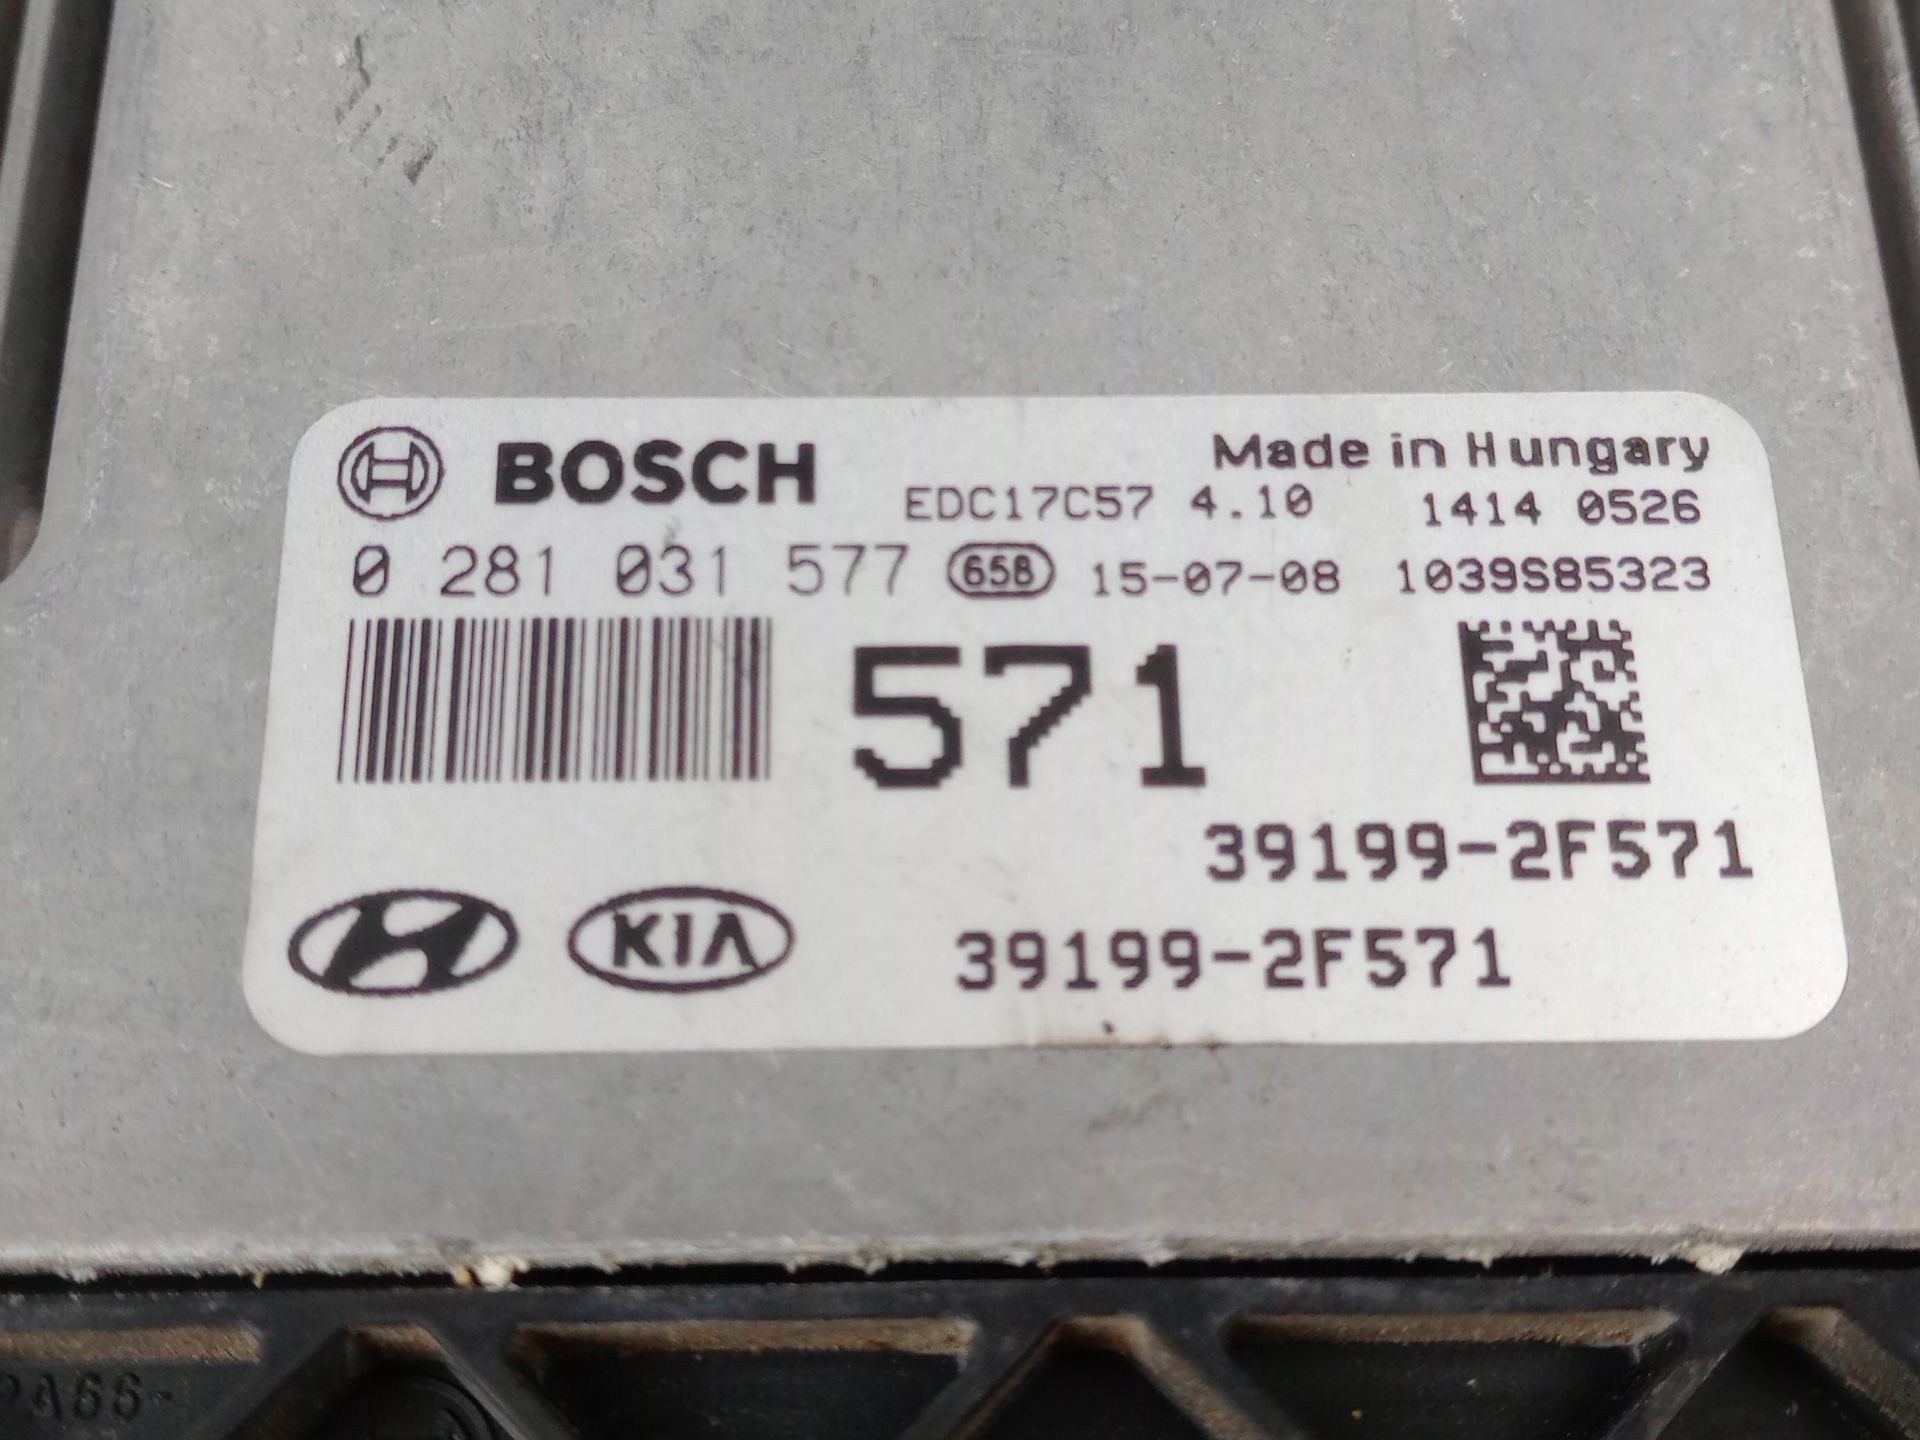 BOSCH
Made in Hungary
EDC17C57 4.10 1414 0526
0 281 031 577 658 15-07-08 1039S85323
571
39199-2F571
KIA 39199-2F571
PA66-